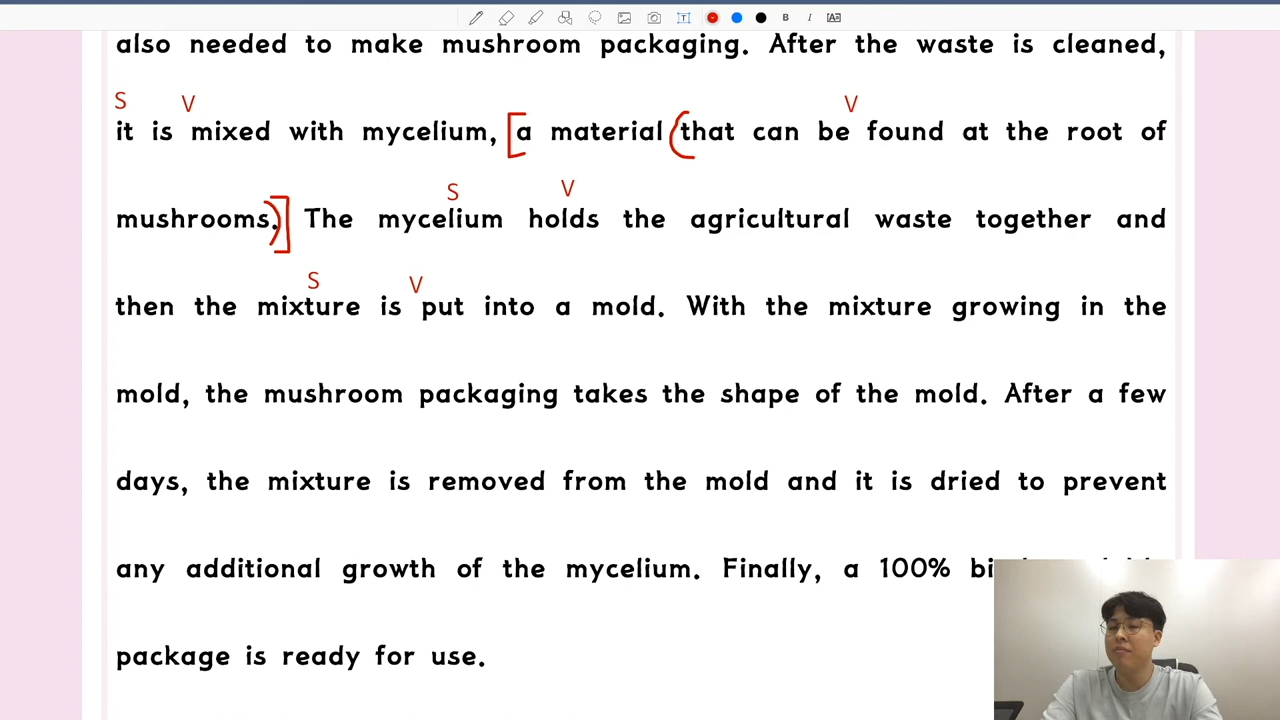 also needed to make mushroom packaging. After the waste is cleaned,
S V V
it is mixed with mycelium, [a material (that can be found at the root of
S V
mushrooms.)] The mycelium holds the agricultural waste together and
S V
then the mixture is put into a mold. With the mixture growing in the
mold, the mushroom packaging takes the shape of the mold. After a few
days, the mixture is removed from the mold and it is dried to prevent
any additional growth of the mycelium. Finally, a 100%
package is ready for use.